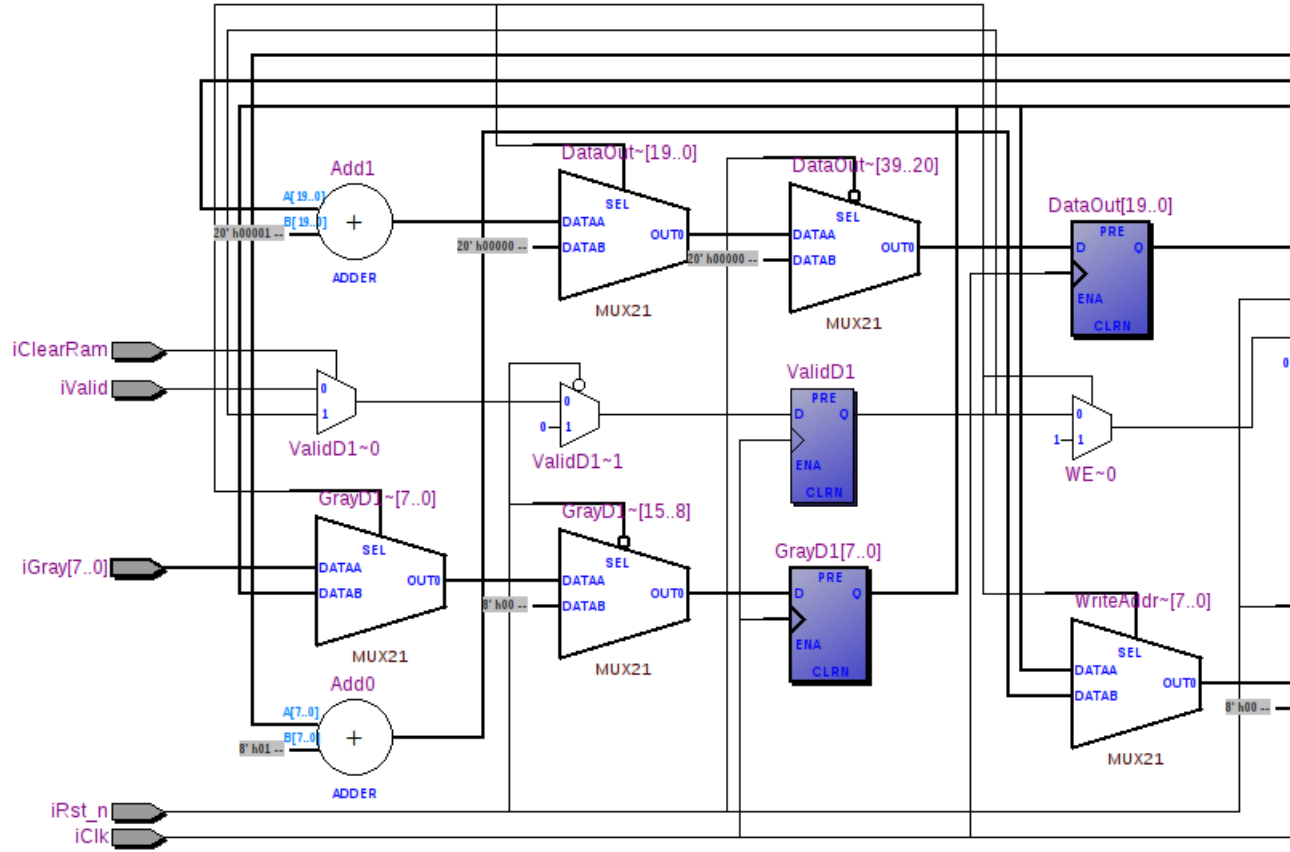 Add1
A[19..0]
B[19..0]
20' h00001 --
+
ADDER
DataOut~[19..0]
SEL
DATAA
20' h00000 --
DATAB
OUT0
MUX21
DataOut~[39..20]
SEL
DATAA
20' h00000 --
DATAB
OUT0
MUX21
DataOut[19..0]
PRE
D
Q
ENA
CLRN
iClearRam
iValid
0
1
ValidD1~0
0
0
1
ValidD1~1
ValidD1
PRE
D
Q
ENA
CLRN
0
1
1
WE~0
0
iGray[7..0]
GrayD1~[7..0]
SEL
DATAA
DATAB
OUT0
MUX21
GrayD1~[15..8]
SEL
DATAA
8' h00 --
DATAB
OUT0
MUX21
GrayD1[7..0]
PRE
D
Q
ENA
CLRN
WriteAddr~[7..0]
SEL
DATAA
DATAB
OUT0
MUX21
8' h00 --
Add0
A[7..0]
B[7..0]
8' h01 --
+
ADDER
iRst_n
iClk